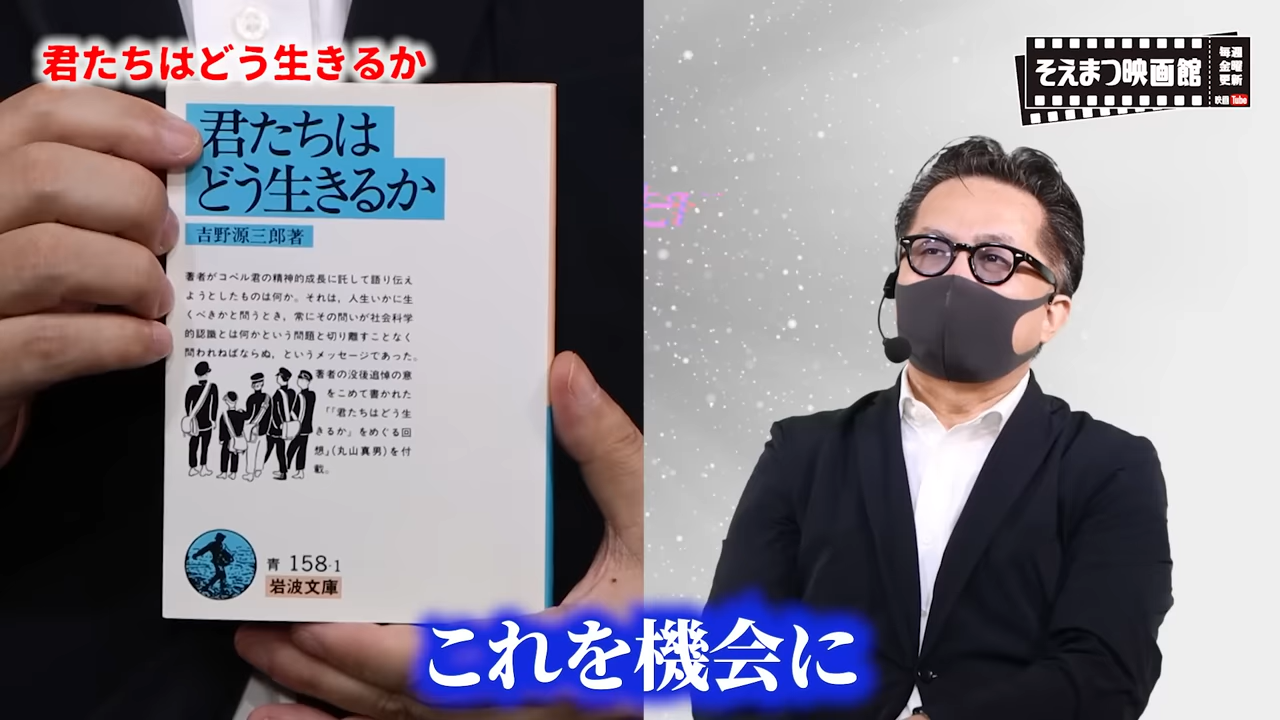 君たちはどう生きるか
君たちは
どう生きるか
吉野源三郎著
著者がコペル君の精神的成長に託して語り伝え
ようとしたものは何か。それは，人生いかに生
くべきかと問うとき，常にその問いが社会科学
的認識とは何かという問題と切り離すことなく
問われねばならぬ，というメッセージであった。
著者の没後追悼の意
をこめて書かれた
「『君たちはどう生
きるか』をめぐる回
想」(丸山真男)を付
載。
青 158-1
岩波文庫
そえまつ映画館
毎週
金曜
更新
映画Tube
これを機会に